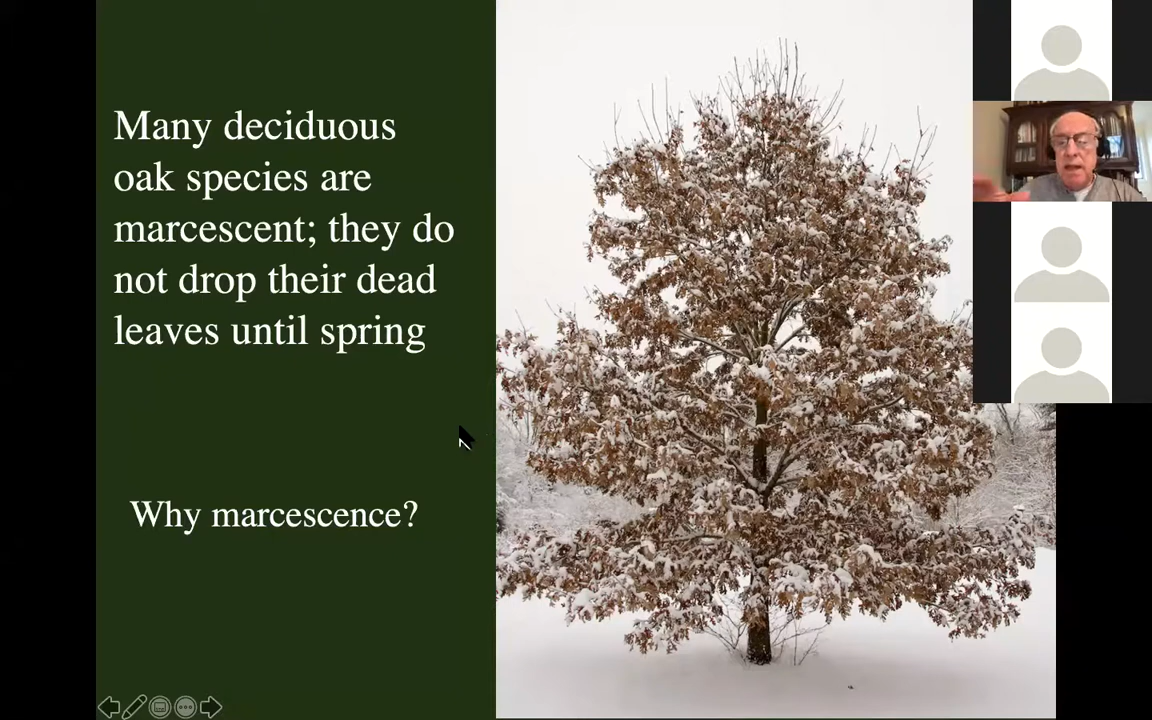 Many deciduous
oak species are
marcescent; they do
not drop their dead
leaves until spring
Why marcescence?